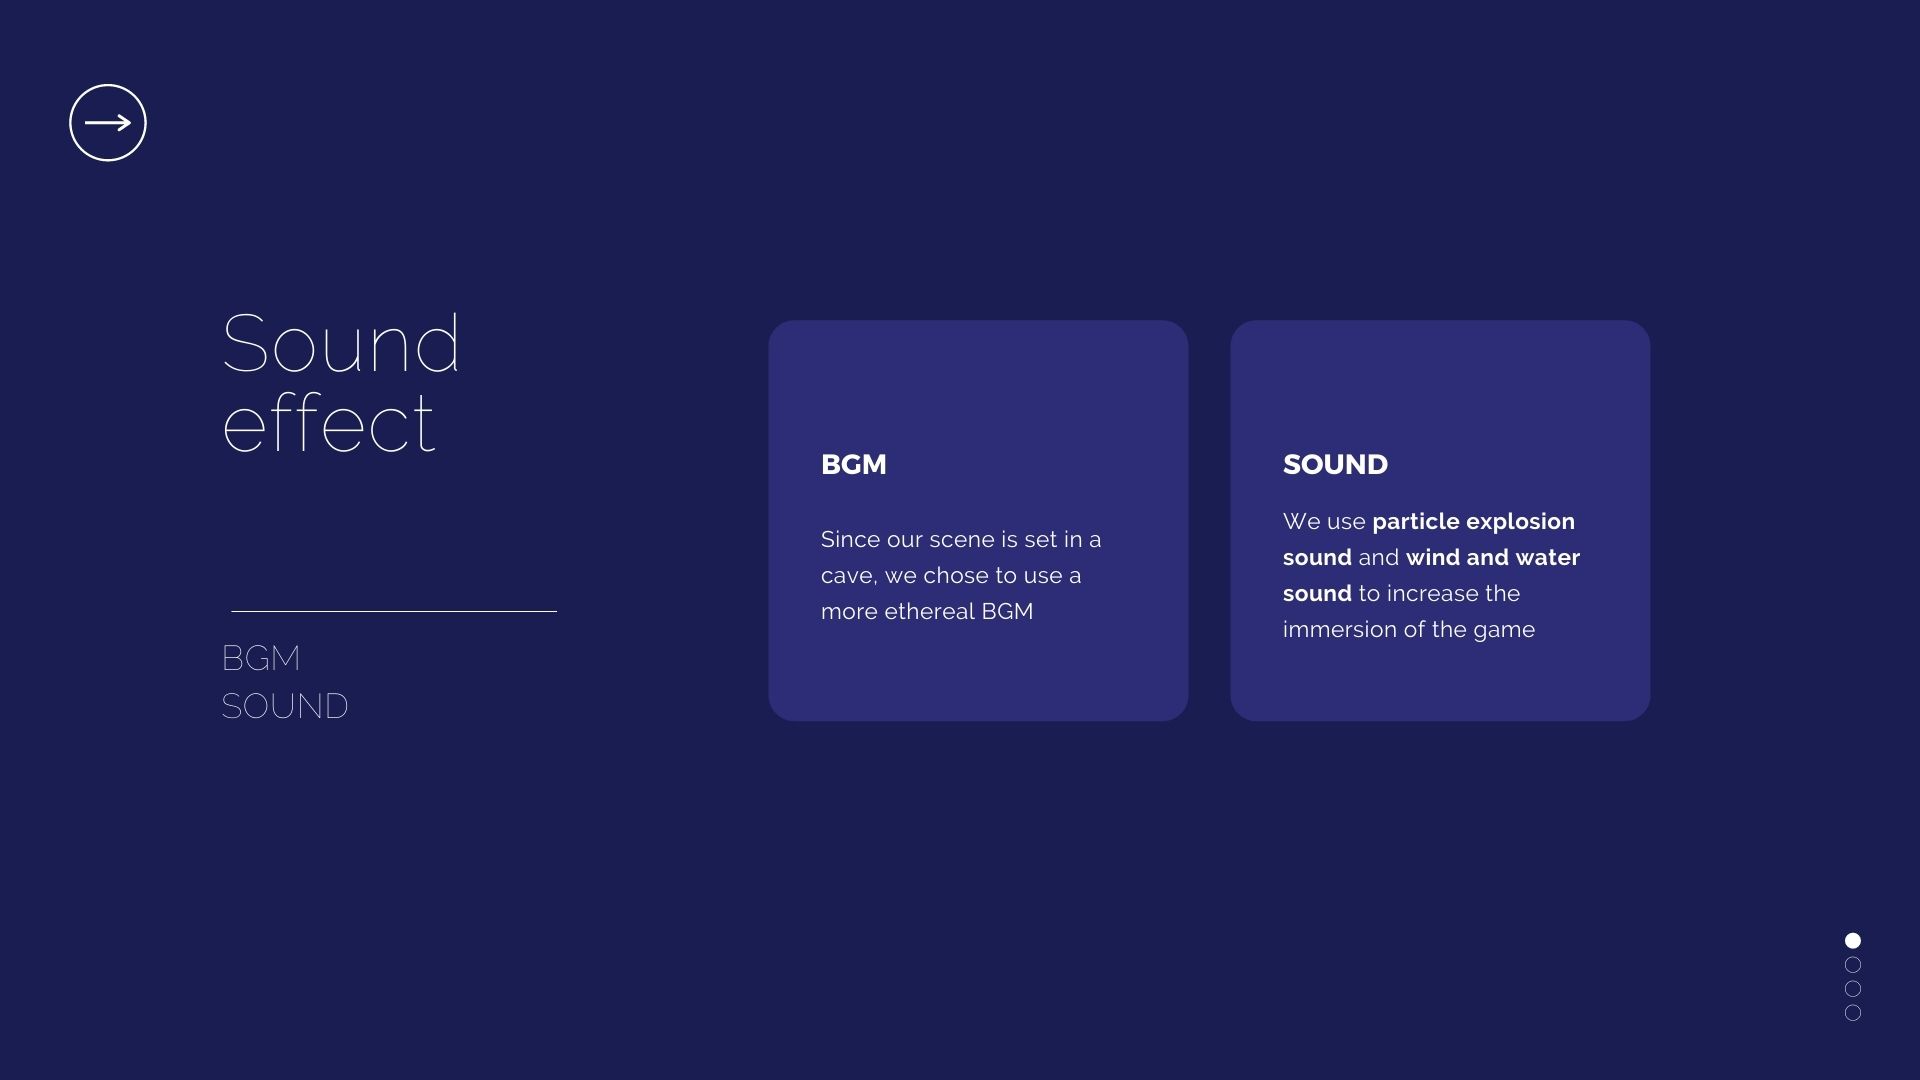 Sound
effect
BGM
SOUND
BGM
Since our scene is set in a
cave, we chose to use a
more ethereal BGM
SOUND
We use particle explosion
sound and wind and water
sound to increase the
immersion of the game